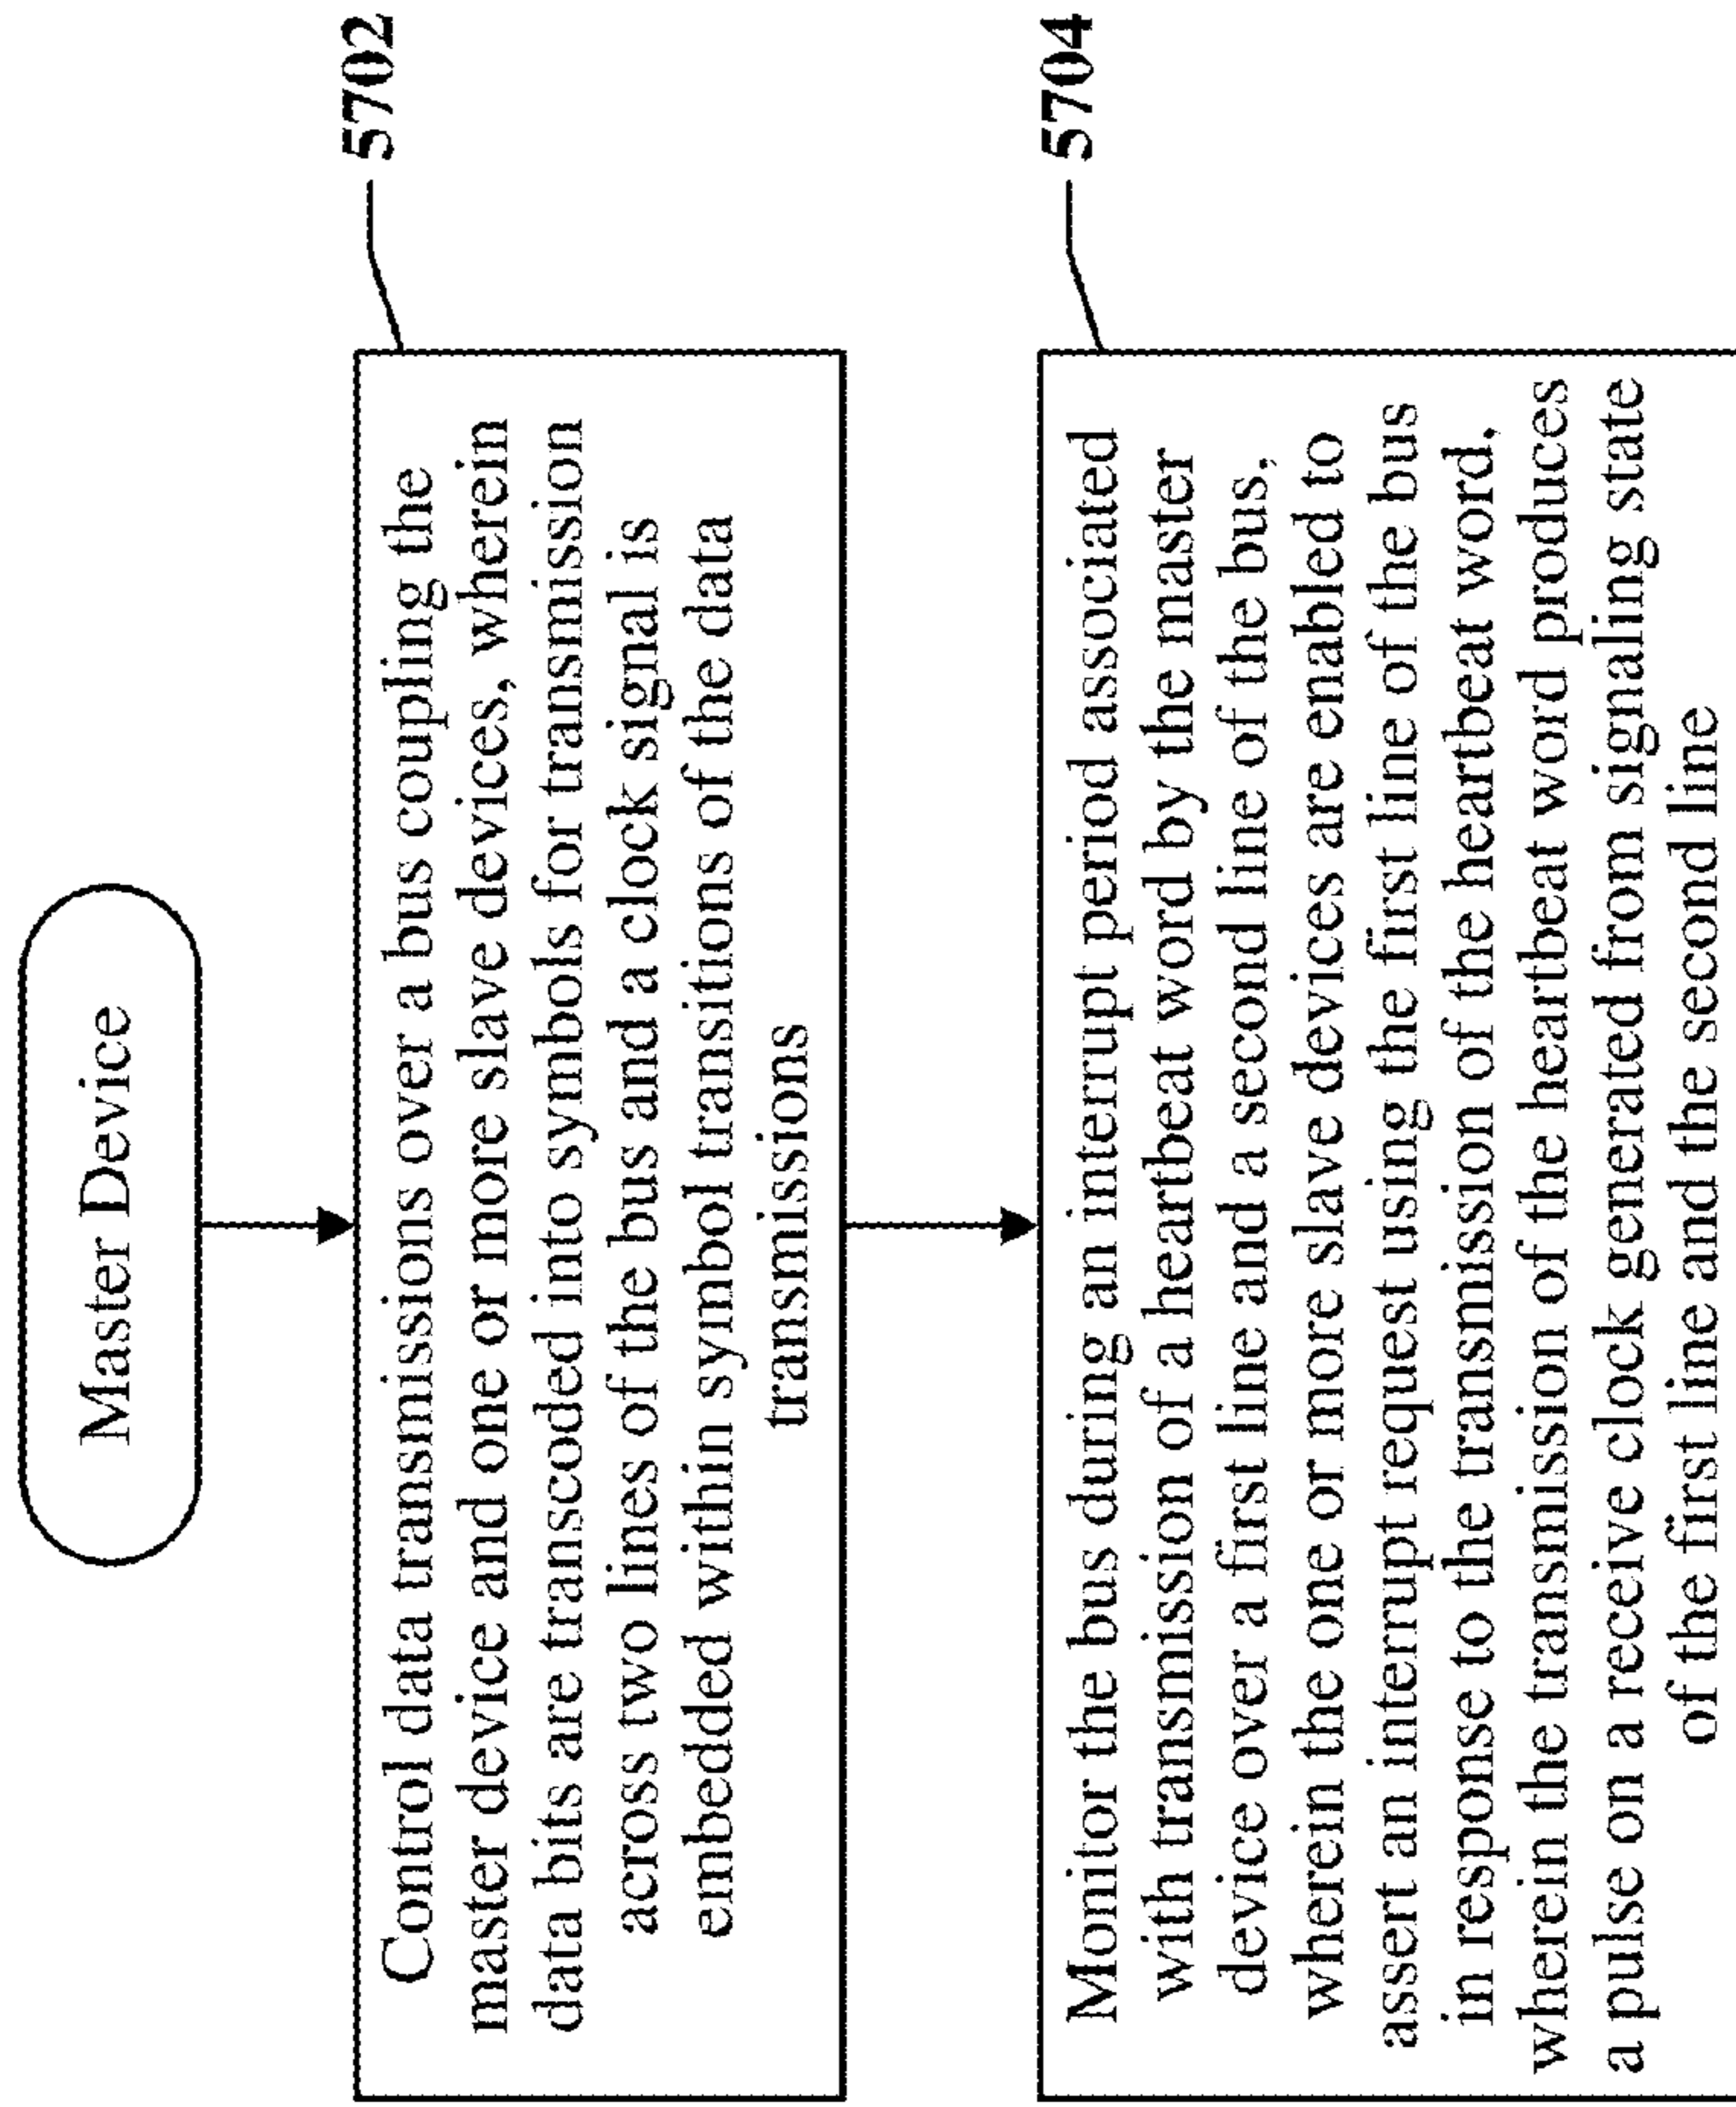 Master Device
5702
Control data transmissions over a bus coupling the
master device and one or more slave devices, wherein
data bits are transcoded into symbols for transmission
across two lines of the bus and a clock signal is
embedded within symbol transitions of the data
transmissions
5704
Monitor the bus during an interrupt period associated
with transmission of a heartbeat word by the master
device over a first line and a second line of the bus,
wherein the one or more slave devices are enabled to
assert an interrupt request using the first line of the bus
in response to the transmission of the heartbeat word,
wherein the transmission of the heartbeat word produces
a pulse on a receive clock generated from signaling state
of the first line and the second line